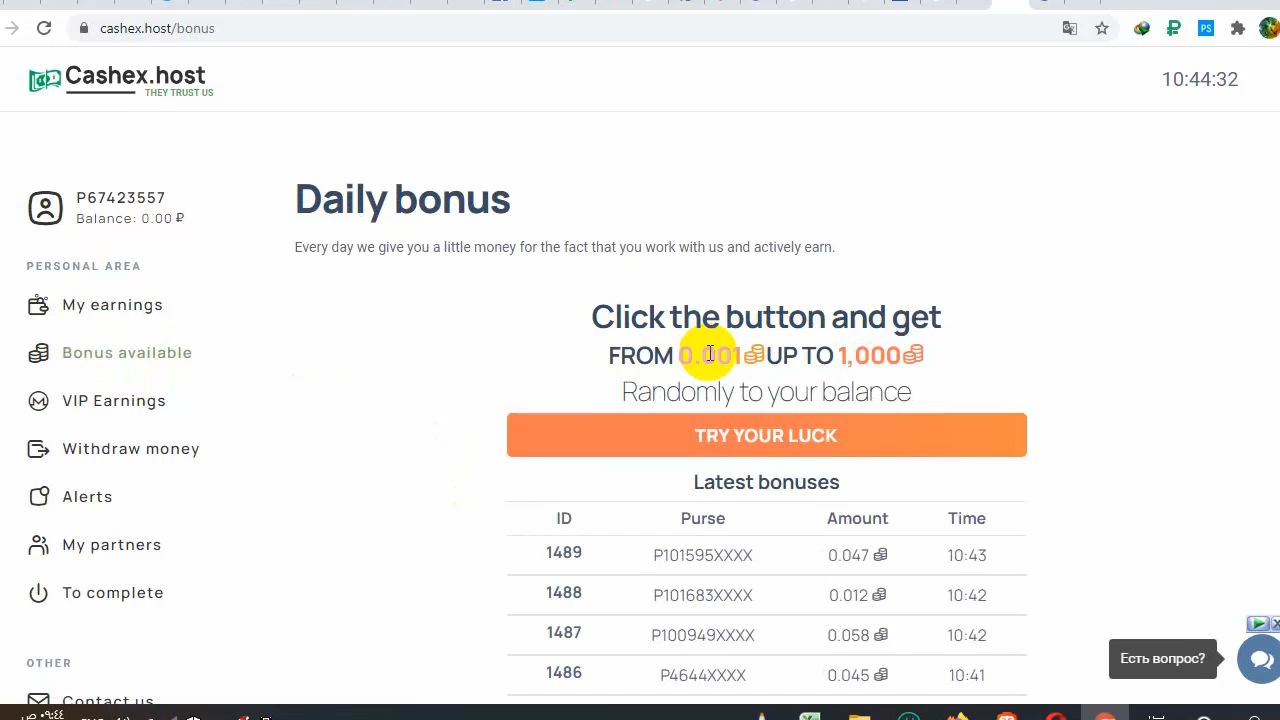 cashex.host/bonus
PS
Cashex.host
THEY TRUST US
10:44:32
P67423557
Balance: 0.00 ₽
PERSONAL AREA
My earnings
Bonus available
VIP Earnings
Withdraw money
Alerts
My partners
To complete
OTHER
Contact us
Daily bonus
Every day we give you a little money for the fact that you work with us and actively earn.
Click the button and get
FROM 0.001 UP TO 1,000
Randomly to your balance
TRY YOUR LUCK
Latest bonuses
ID Purse Amount Time
1489 P101595XXXX 0.047 10:43
1488 P101683XXXX 0.012 10:42
1487 P100949XXXX 0.058 10:42
1486 P4644XXXX 0.045 10:41
Есть вопрос?